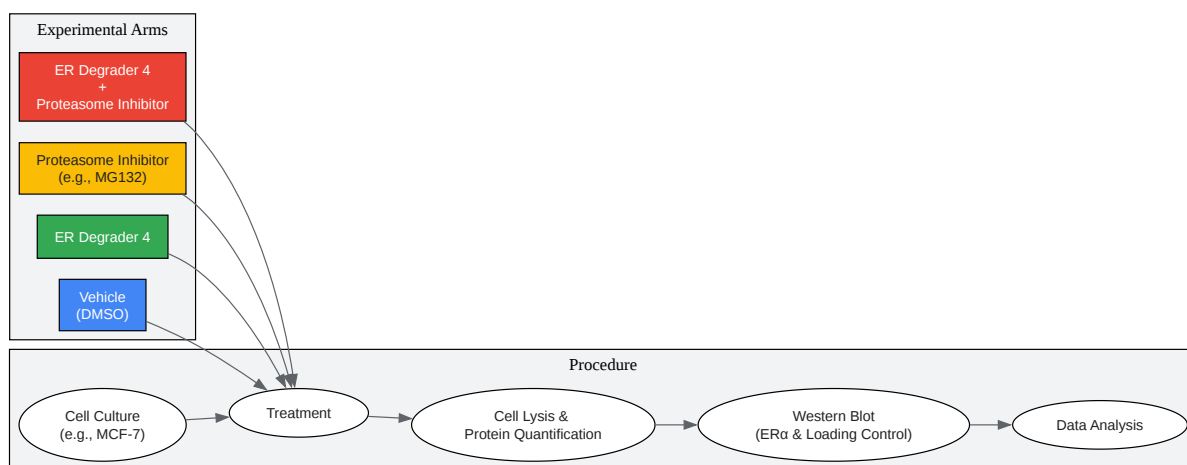 Experimental Arms
ER Degrader 4
+
Proteasome Inhibitor
Proteasome Inhibitor
(e.g., MG132)
ER Degrader 4
Vehicle
(DMSO)
Procedure
Cell Culture
(e.g., MCF-7)
Treatment
Cell Lysis &
Protein Quantification
Western Blot
(ERα & Loading Control)
Data Analysis